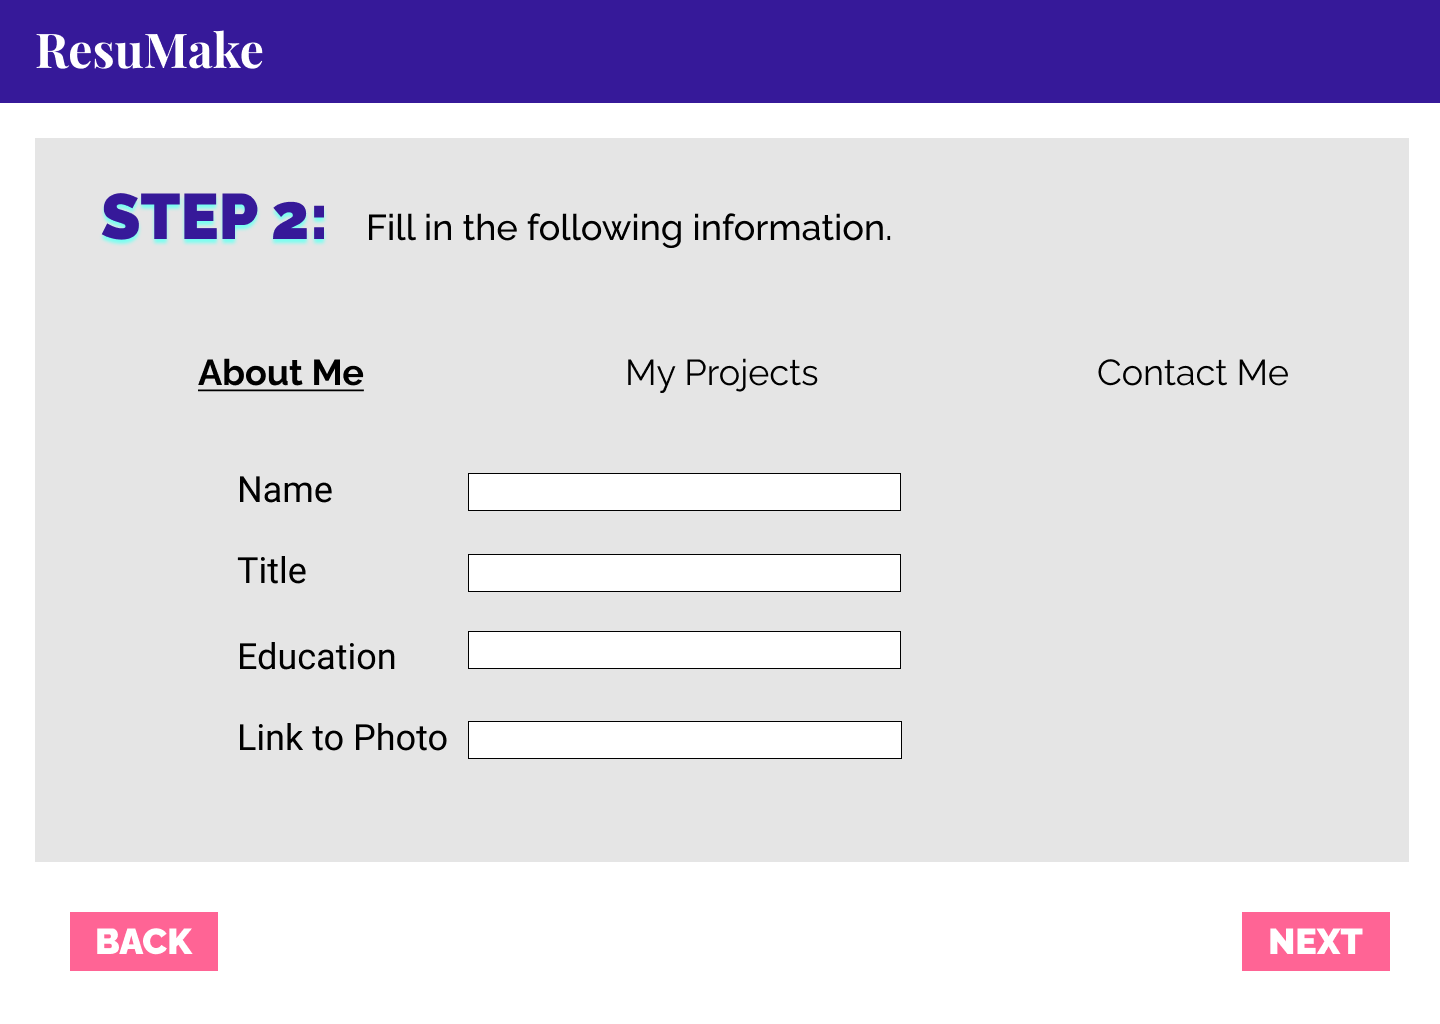 ResuMake
STEP 2: Fill in the following information.
About Me My Projects Contact Me
Name
Title
Education
Link to Photo
BACK NEXT